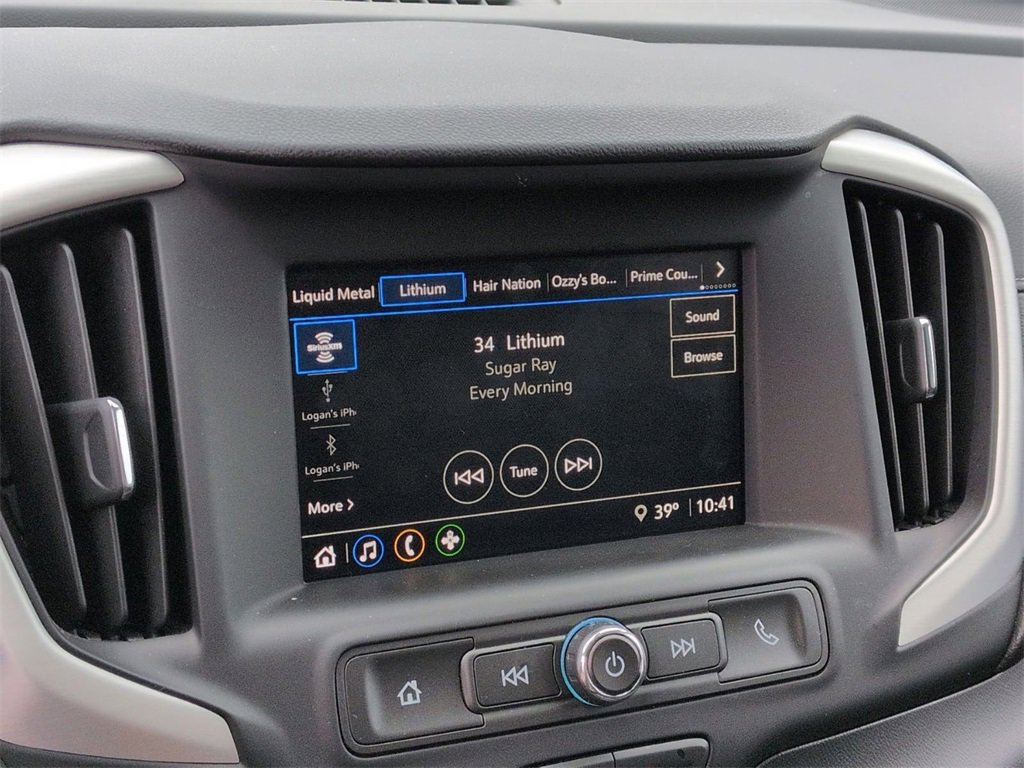 Liquid Metal Lithium Hair Nation Ozzy's Bo... Prime Cou...
SiriusXM
34 Lithium
Sugar Ray
Every Morning
Sound
Browse
Logan's iPh
Logan's iPh
More
Tune
39° 10:41